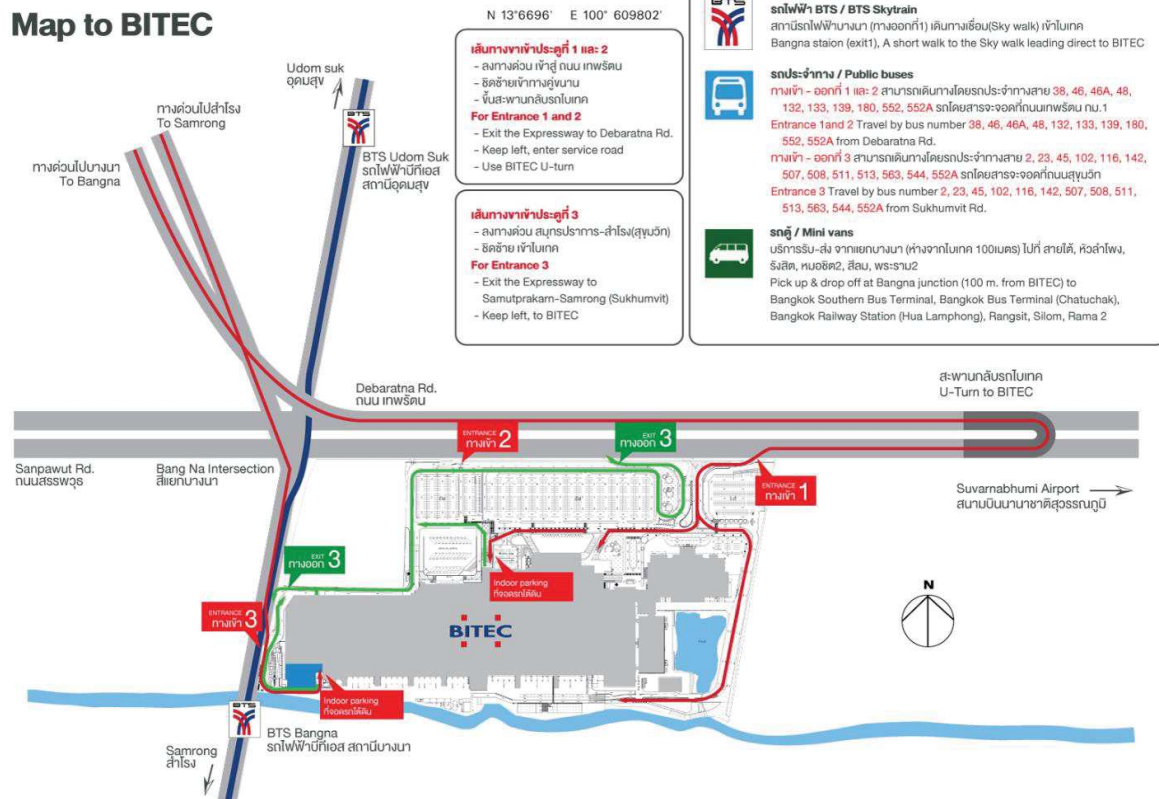 Map to BITEC
N 13°6696' E 100° 609802'
เส้นทางขาเข้าประตูที่ 1 และ 2
- ลงทางด่วน เข้าสู่ ถนน เทพรัตน
- ชิดซ้ายเข้าทางคู่ขนาน
- ขึ้นสะพานกลับรถไบเทค
For Entrance 1 and 2
- Exit the Expressway to Debaratna Rd.
- Keep left, enter service road
- Use BITEC U-turn
เส้นทางขาเข้าประตูที่ 3
- ลงทางด่วน สมุทรปราการ-สำโรง(สุขุมวิท)
- ชิดซ้าย เข้าไบเทค
For Entrance 3
- Exit the Expressway to
Samutprakarn-Samrong (Sukhumvit)
- Keep left, to BITEC
BTS
รถไฟฟ้า BTS / BTS Skytrain
สถานีรถไฟฟ้าบางนา (ทางออกที่1) เดินทางเชื่อม(Sky walk) เข้าไบเทค
Bangna staion (exit1), A short walk to the Sky walk leading direct to BITEC
รถประจำทาง / Public buses
ทางเข้า - ออกที่ 1 และ 2 สามารถเดินทางโดยรถประจำทางสาย 38, 46, 46A, 48,
132, 133, 139, 180, 552, 552A รถโดยสารจะจอดที่ถนนเทพรัตน กม.1
Entrance 1and 2 Travel by bus number 38, 46, 46A, 48, 132, 133, 139, 180,
552, 552A from Debaratna Rd.
ทางเข้า - ออกที่ 3 สามารถเดินทางโดยรถประจำทางสาย 2, 23, 45, 102, 116, 142,
507, 508, 511, 513, 563, 544, 552A รถโดยสารจะจอดที่ถนนสุขุมวิท
Entrance 3 Travel by bus number 2, 23, 45, 102, 116, 142, 507, 508, 511,
513, 563, 544, 552A from Sukhumvit Rd.
รถตู้ / Mini vans
บริการรับ-ส่ง จากแยกบางนา (ห่างจากไบเทค 100เมตร) ไปที่ สายใต้, หัวลำโพง,
รังสิต, หมอชิต2, สีลม, พระราม2
Pick up & drop off at Bangna junction (100 m. from BITEC) to
Bangkok Southern Bus Terminal, Bangkok Bus Terminal (Chatuchak),
Bangkok Railway Station (Hua Lamphong), Rangsit, Silom, Rama 2
Udom suk
อุดมสุข
ทางด่วนไปสำโรง
To Samrong
ทางด่วนไปบางนา
To Bangna
BTS
BTS Udom Suk
รถไฟฟ้าบีทีเอส
สถานีอุดมสุข
Debaratna Rd.
ถนน เทพรัตน
สะพานกลับรถไบเทค
U-Turn to BITEC
ENTRANCE
ทางเข้า 2
EXIT
ทางออก 3
Sanpawut Rd.
ถนนสรรพวุธ
Bang Na Intersection
สี่แยกบางนา
ENTRANCE
ทางเข้า 1
Suvarnabhumi Airport
สนามบินนานาชาติสุวรรณภูมิ
EXIT
ทางออก 3
Indoor parking
ที่จอดรถใต้ดิน
N
ENTRANCE
ทางเข้า 3
BITEC
Indoor parking
ที่จอดรถใต้ดิน
BTS
BTS Bangna
รถไฟฟ้าบีทีเอส สถานีบางนา
Samrong
สำโรง